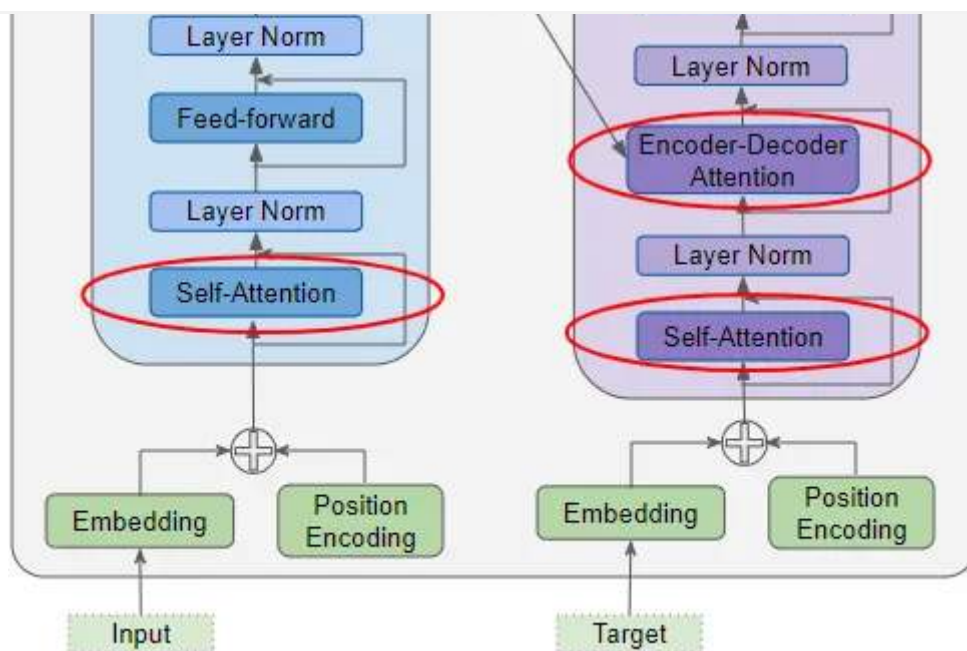 Layer Norm
Feed-forward
Layer Norm
Self-Attention
Embedding
Position
Encoding
Input
Layer Norm
Encoder-Decoder
Attention
Layer Norm
Self-Attention
Embedding
Position
Encoding
Target